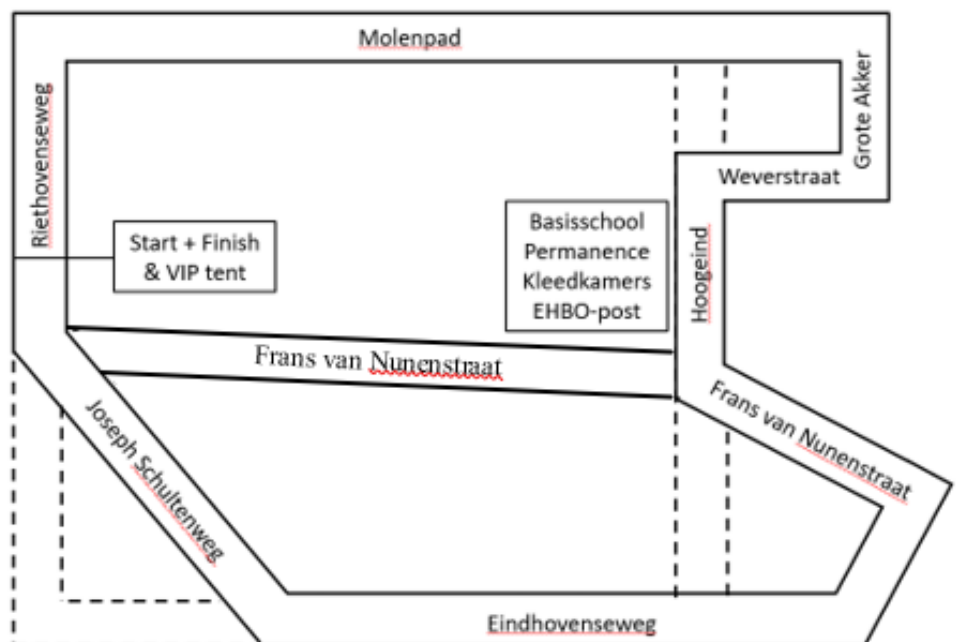 Molenpad
Riethovenseweg
Grote Akker
Weverstraat
Start + Finish
& VIP tent
Basisschool
Permanence
Kleedkamers
EHBO-post
Hoogeind
Frans van Nunenstraat
Frans van Nunenstraat
Joseph Schultenweg
Eindhovenseweg